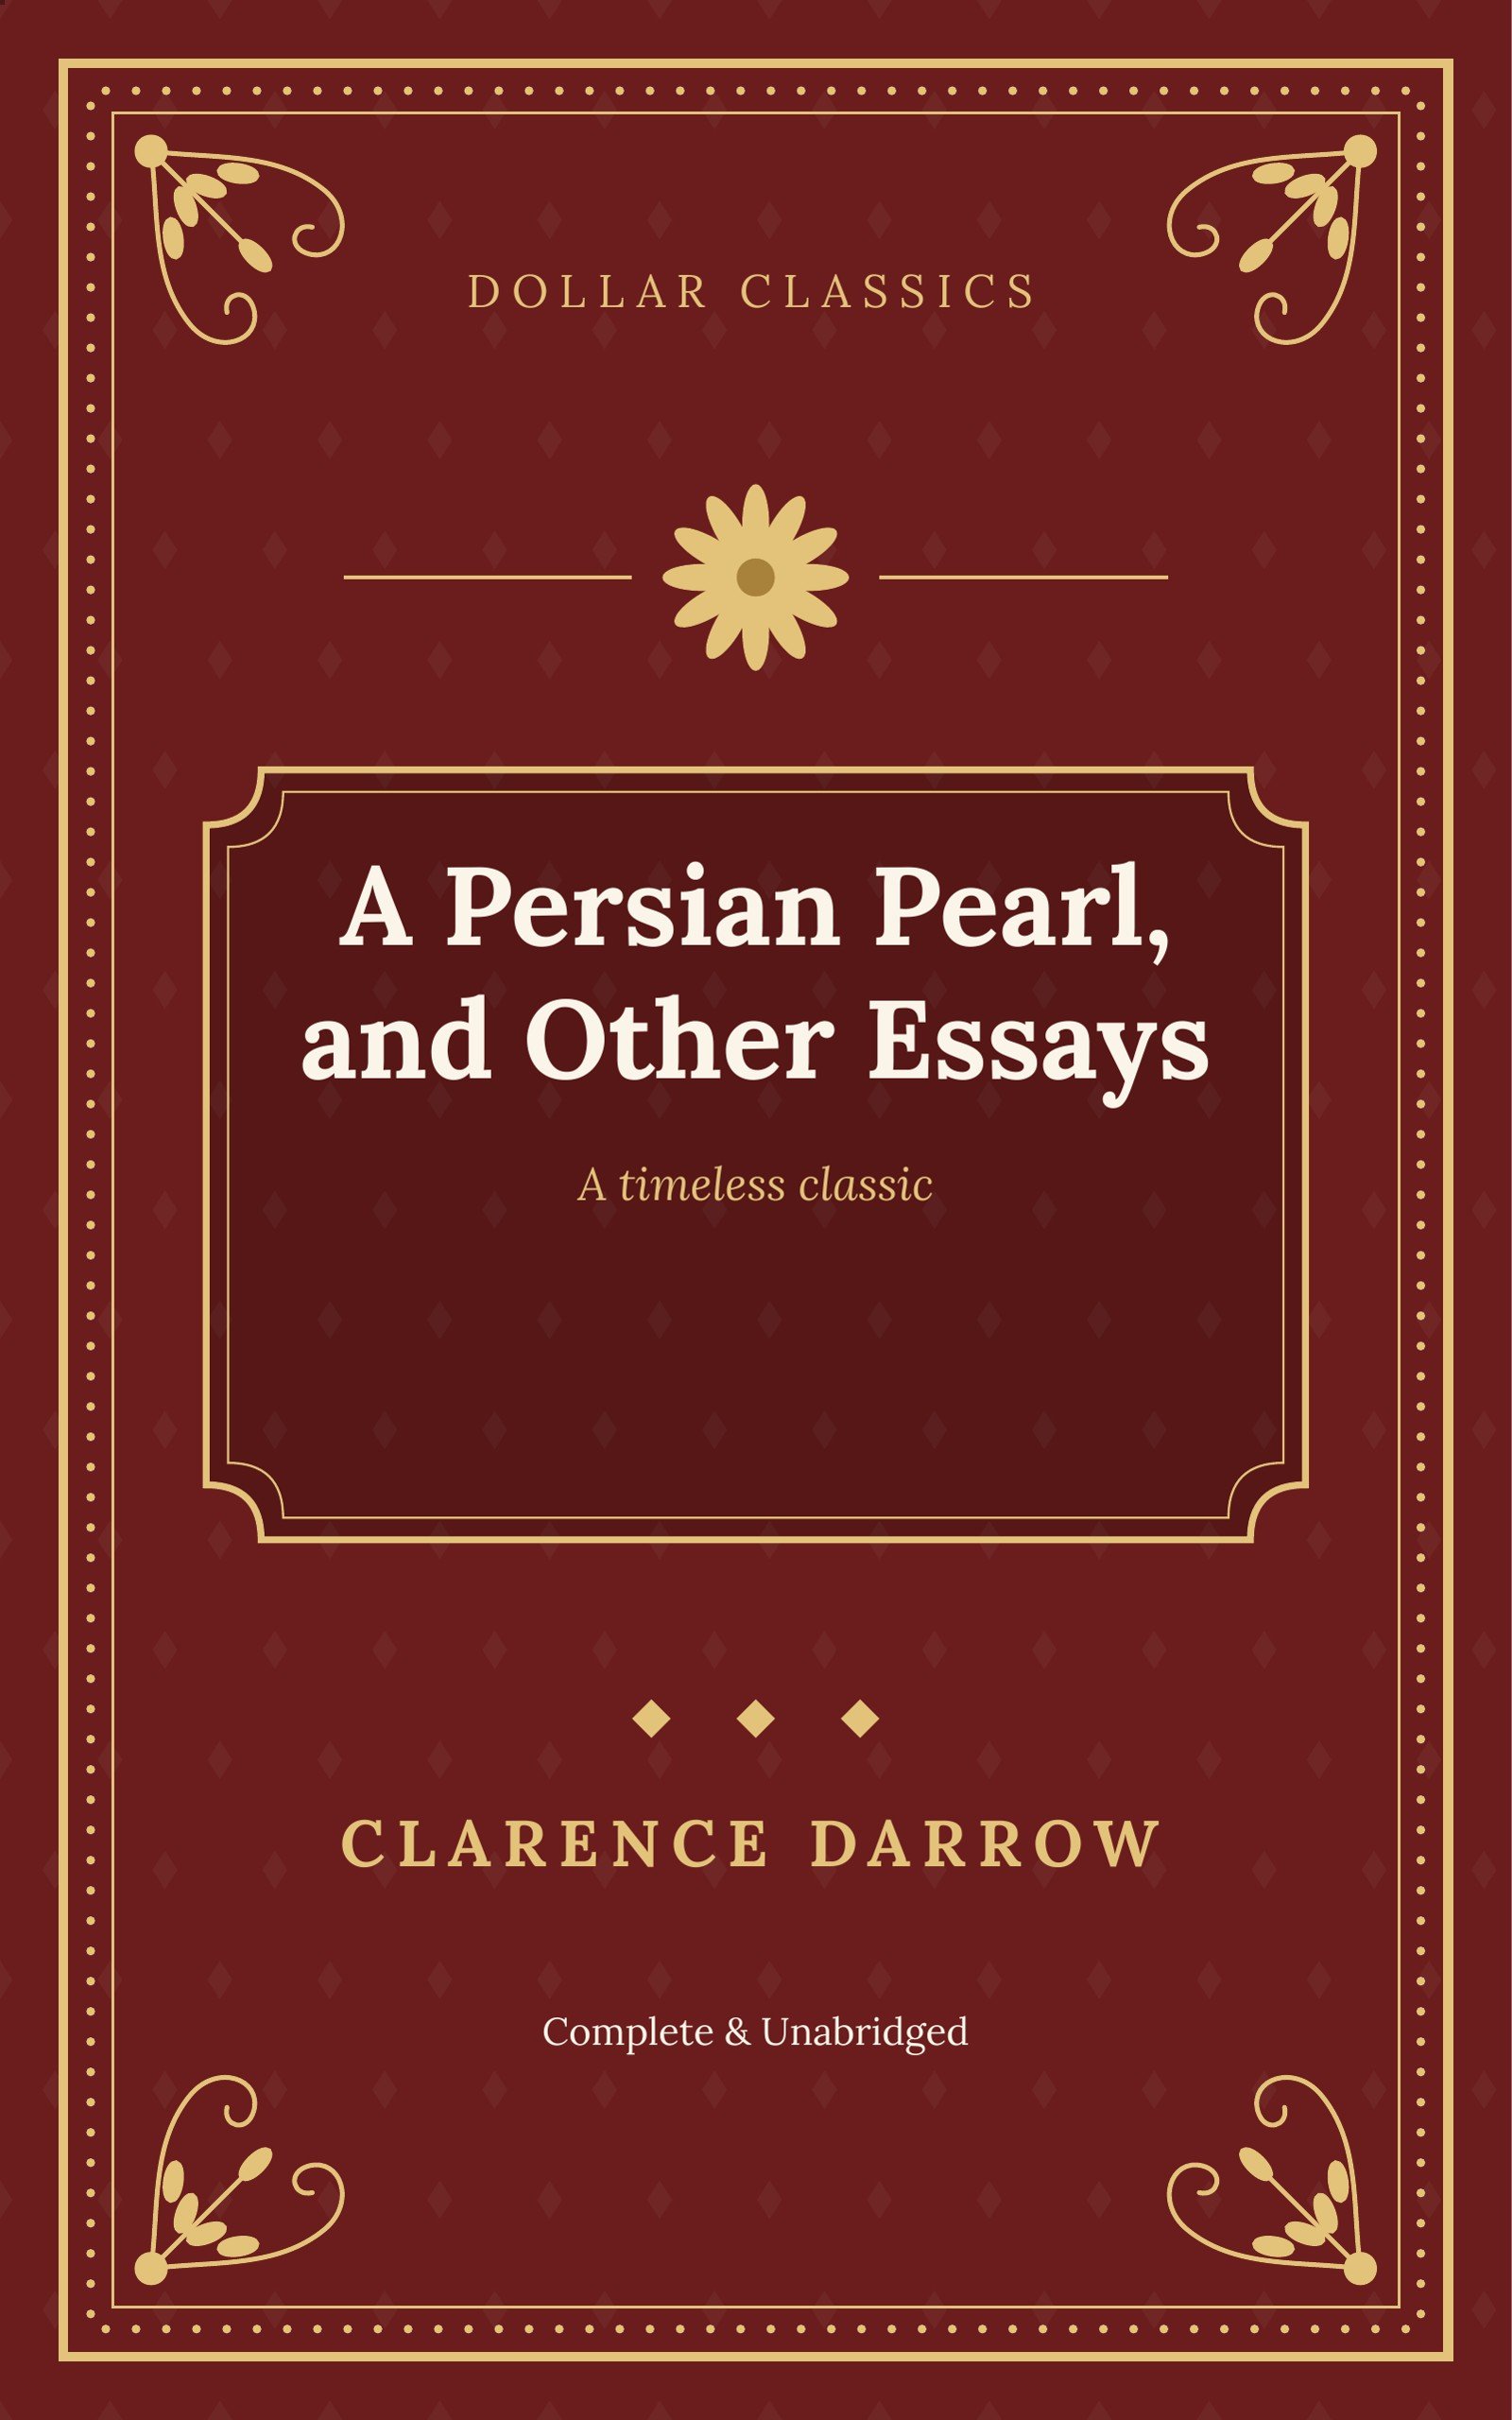 DOLLAR CLASSICS
A Persian Pearl,
and Other Essays
A timeless classic
CLARENCE DARROW
Complete & Unabridged